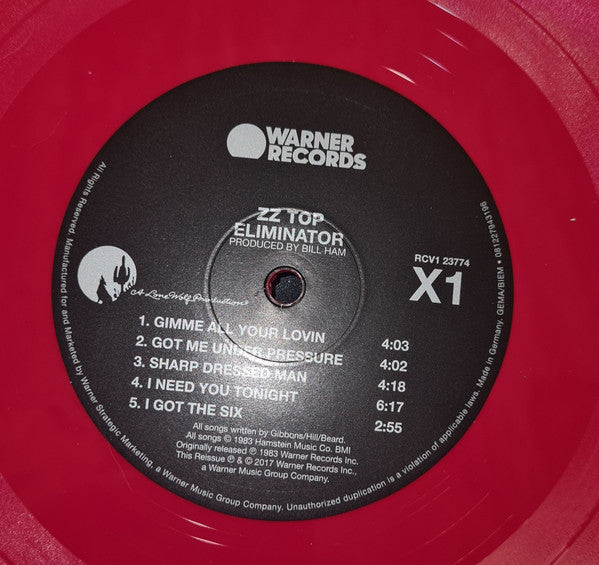 WARNER
RECORDS
ZZ TOP
ELIMINATOR
PRODUCED BY BILL HAM
RCV1 23774
X1
A Lone Wolf Production®
1. GIMME ALL YOUR LOVIN 4:03
2. GOT ME UNDER PRESSURE 4:02
3. SHARP DRESSED MAN 4:18
4. I NEED YOU TONIGHT 6:17
5. I GOT THE SIX 2:55
All songs written by Gibbons/Hill/Beard.
All songs © 1983 Hamstein Music Co. BMI
Originally released ℗ 1983 Warner Records Inc.
This Reissue ℗ & © 2017 Warner Records Inc.,
a Warner Music Group Company.
All Rights Reserved. Manufactured for and Marketed by Warner Strategic Marketing, a Warner Music Group Company. Unauthorized duplication is a violation of applicable laws. Made in Germany. GEMA/BIEM • 081227943196